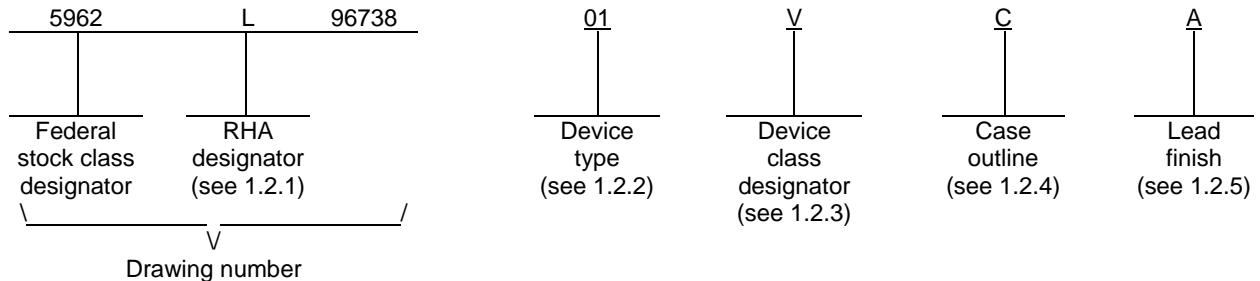 5962 L 96738 01 V C A
Federal stock class designator
RHA designator (see 1.2.1)
Device type (see 1.2.2)
Device class designator (see 1.2.3)
Case outline (see 1.2.4)
Lead finish (see 1.2.5)
\ /
\/
Drawing number